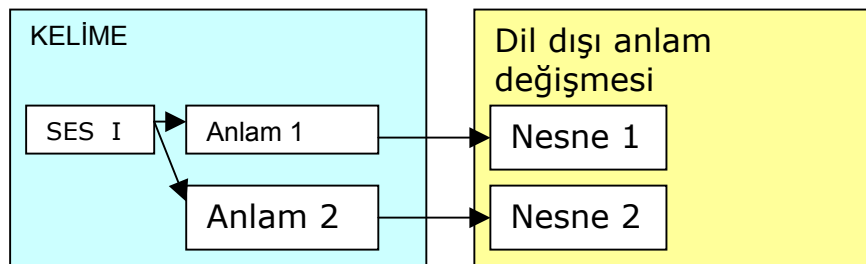 KELİME
Dil dışı anlam
değişmesi
SES I
Anlam 1
Nesne 1
Anlam 2
Nesne 2